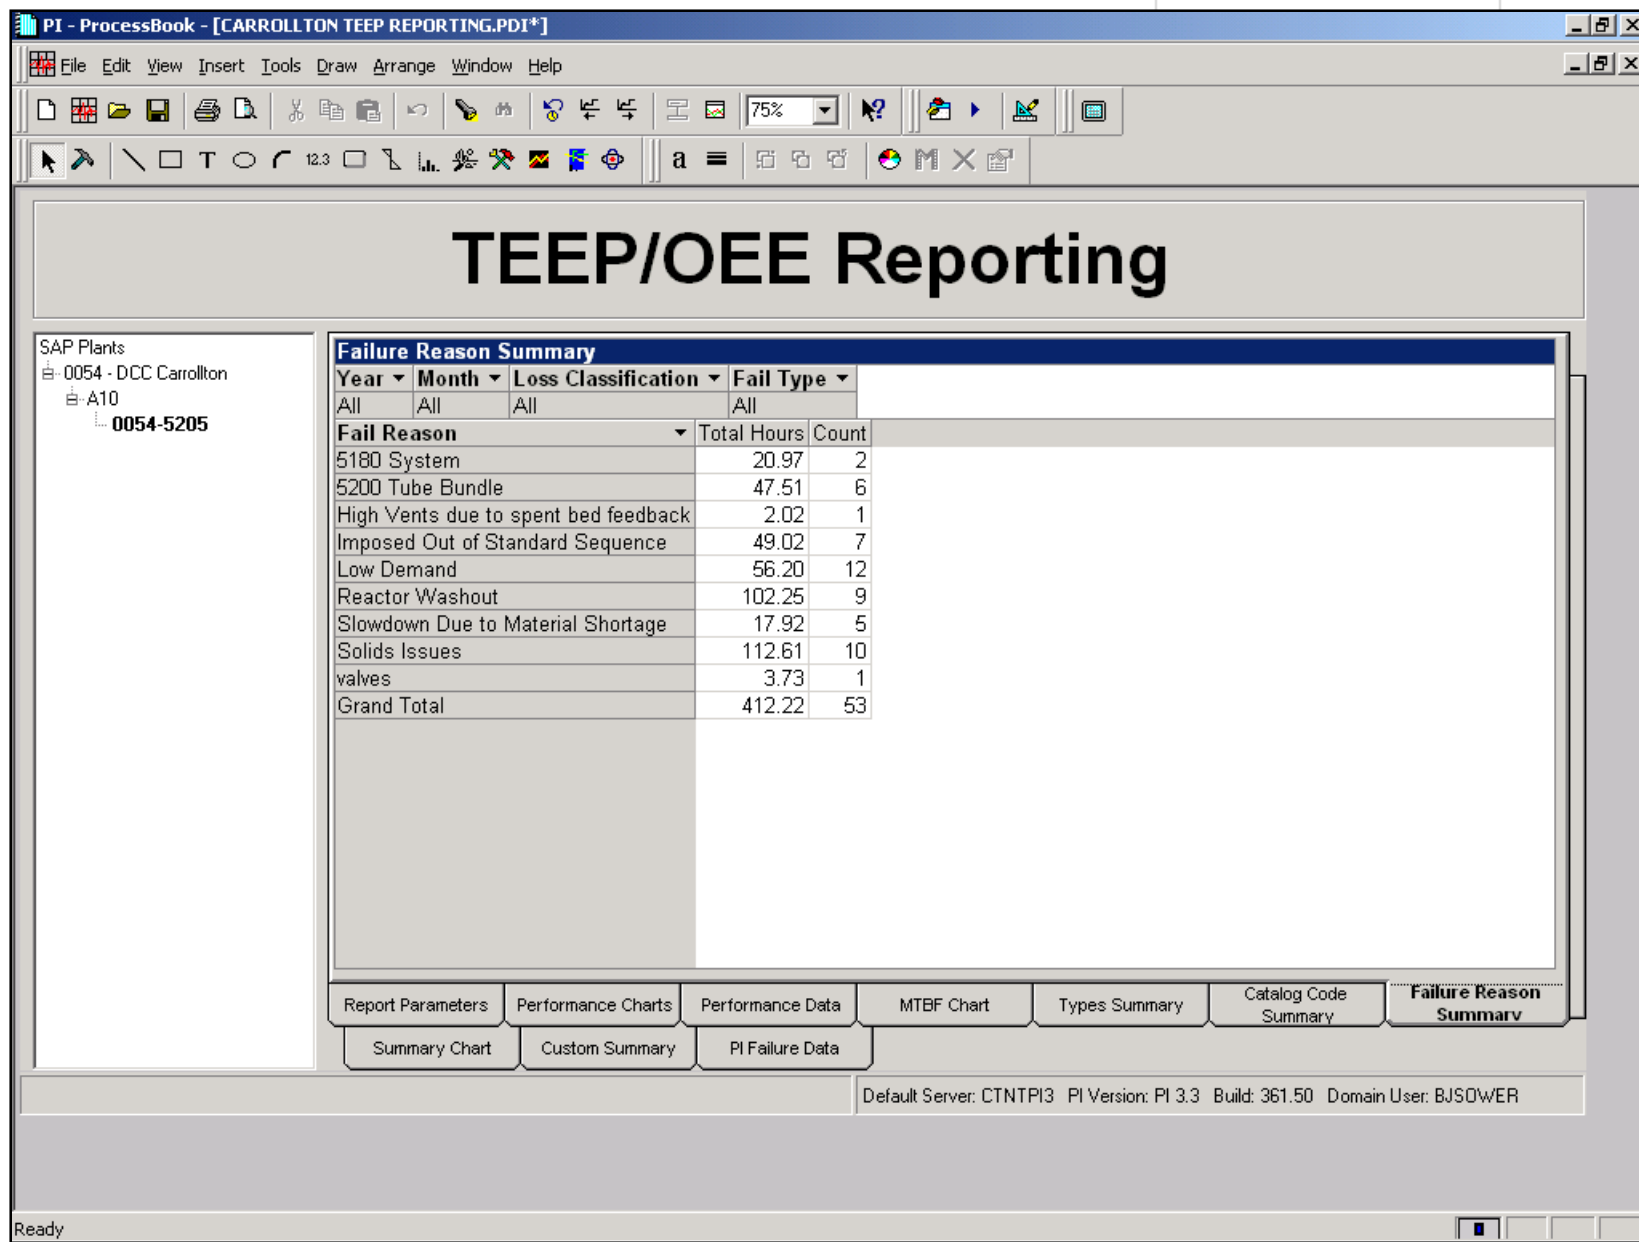 PI - ProcessBook - [CARROLLTON TEEP REPORTING.PDI*]
File Edit View Insert Tools Draw Arrange Window Help
75%
T 12.3 a
TEEP/OEE Reporting
SAP Plants
0054 - DCC Carrollton
A10
0054-5205
Failure Reason Summary
Year Month Loss Classification Fail Type
All All All All
Fail Reason Total Hours Count
5180 System 20.97 2
5200 Tube Bundle 47.51 6
High Vents due to spent bed feedback 2.02 1
Imposed Out of Standard Sequence 49.02 7
Low Demand 56.20 12
Reactor Washout 102.25 9
Slowdown Due to Material Shortage 17.92 5
Solids Issues 112.61 10
valves 3.73 1
Grand Total 412.22 53
Report Parameters Performance Charts Performance Data MTBF Chart Types Summary Catalog Code Summary Failure Reason Summary
Summary Chart Custom Summary PI Failure Data
Default Server: CTNTPI3 PI Version: PI 3.3 Build: 361.50 Domain User: BJSOWER
Ready